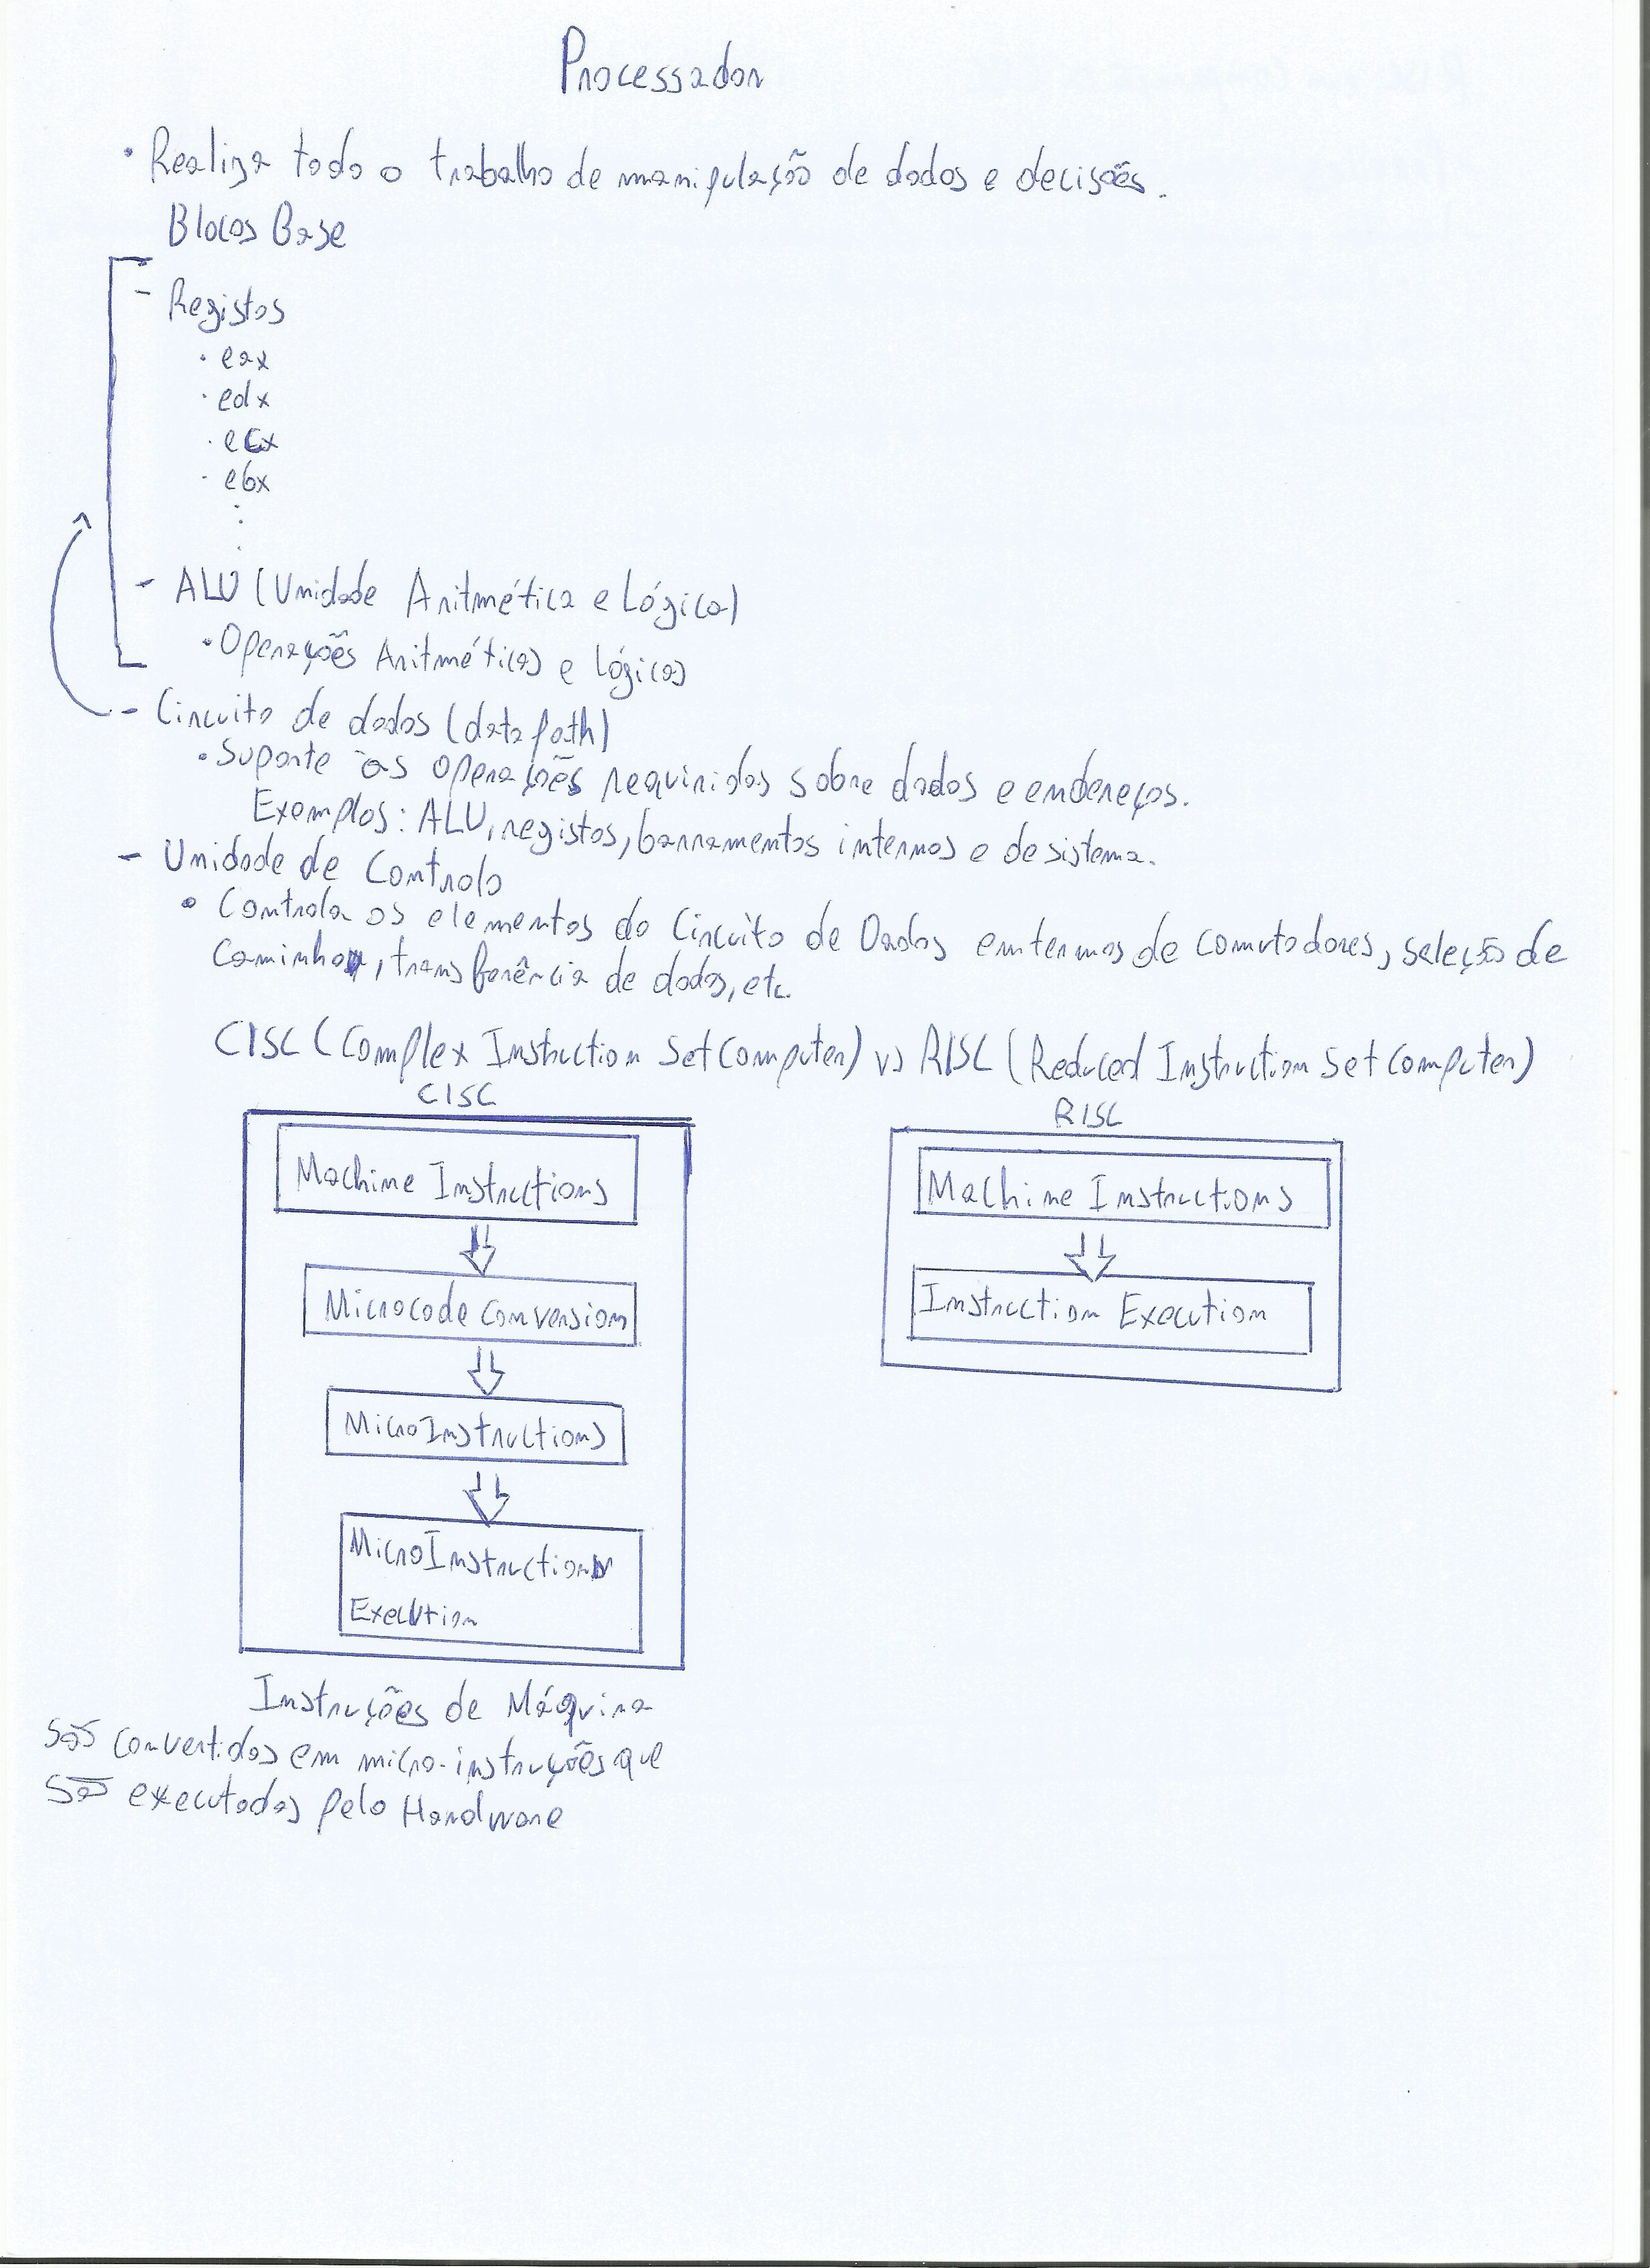 Processador
• Realiza todo o trabalho de manipulação de dados e decisões.
Blocos Base
- Registos
• eax
• edx
• ecx
• ebx
⋮
- ALU (Unidade Aritmética e Lógica)
• Operações Aritméticas e Lógicas
- Circuito de dados (data path)
• Suporte às operações requiridas sobre dados e endereços.
Exemplos: ALU, registos, barramentos internos e de sistema.
- Unidade de Controlo
• Controla os elementos do Circuito de Dados em termos de comutadores, seleção de
caminho, transferência de dados, etc.
CISC (Complex Instruction Set Computer) vs RISC (Reduced Instruction Set Computer)
CISC
Machine Instructions
Microcode Conversion
MicroInstructions
MicroInstruction
Execution
Instruções de Máquina
são convertidas em micro-instruções que
são executadas pelo Hardware
RISC
Machine Instructions
Instruction Execution